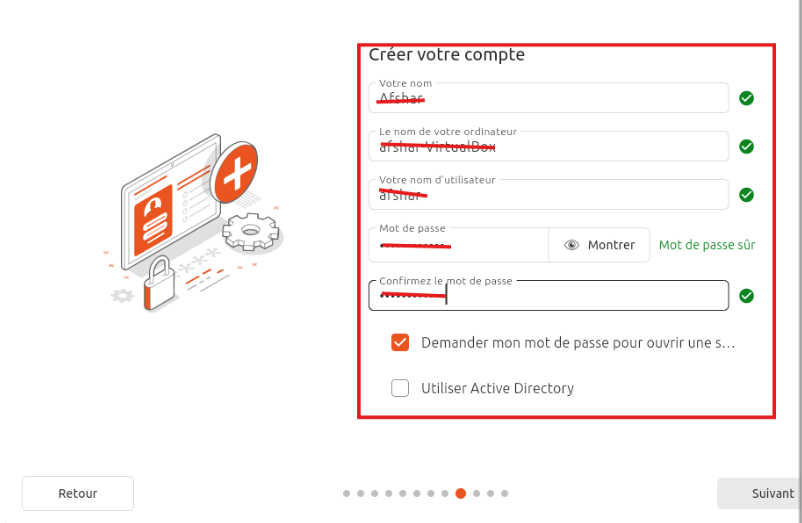 Créer votre compte
Votre nom
Afshar
Le nom de votre ordinateur
afshar-VirtualBox
Votre nom d'utilisateur
afshar
Mot de passe
Montrer
Mot de passe sûr
Confirmez le mot de passe
Demander mon mot de passe pour ouvrir une s...
Utiliser Active Directory
Retour
Suivant